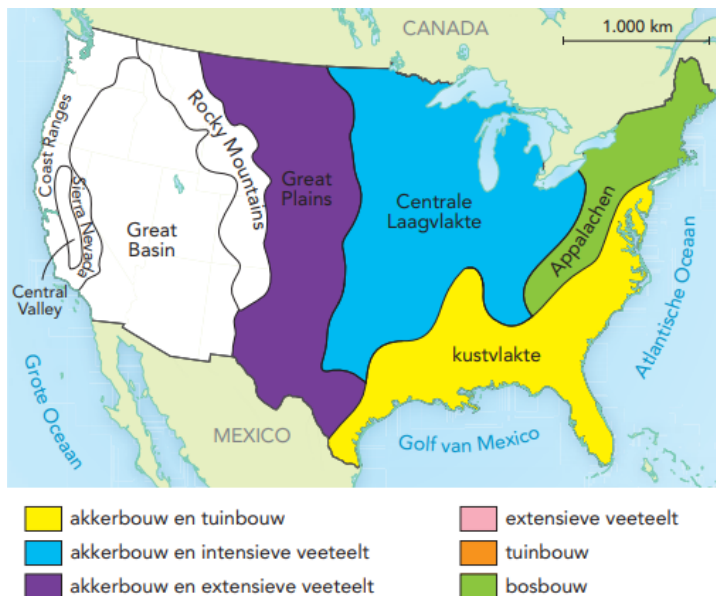 CANADA
1.000 km
Coast Ranges
Rocky Mountains
Sierra Nevada
Great
Basin
Great
Plains
Centrale
Laagvlakte
Appalachen
Central
Valley
kustvlakte
Atlantische Oceaan
Grote Oceaan
MEXICO
Golf van Mexico
akkerbouw en tuinbouw
akkerbouw en intensieve veeteelt
akkerbouw en extensieve veeteelt
extensieve veeteelt
tuinbouw
bosbouw